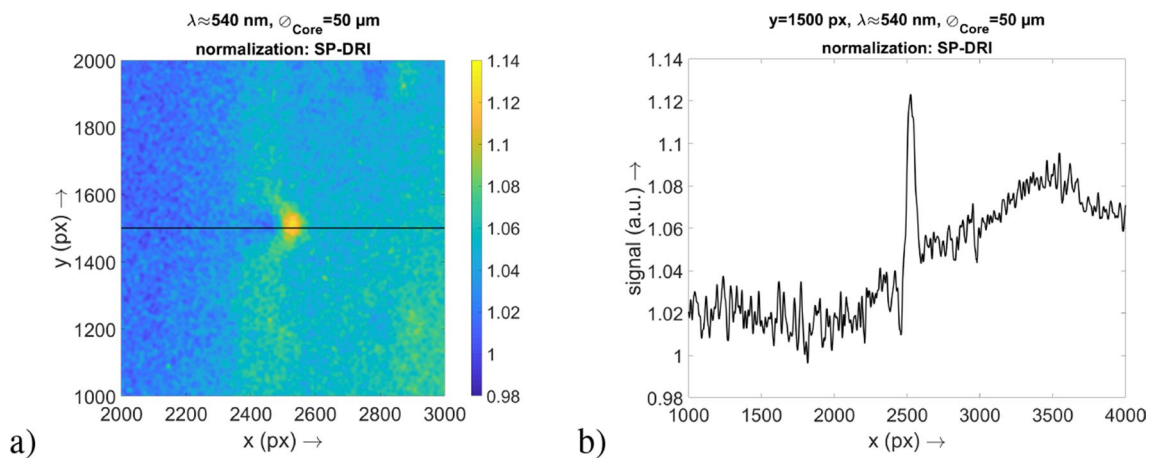 λ≈540 nm, ∅Core=50 µm
normalization: SP-DRI
2000
1800
1600
1400
1200
1000
y (px) →
2000 2200 2400 2600 2800 3000
x (px) →
1.14
1.12
1.1
1.08
1.06
1.04
1.02
1
0.98
a)
y=1500 px, λ≈540 nm, ∅Core=50 µm
normalization: SP-DRI
1.14
1.12
1.1
1.08
1.06
1.04
1.02
1
0.98
signal (a.u.) →
1000 1500 2000 2500 3000 3500 4000
x (px) →
b)